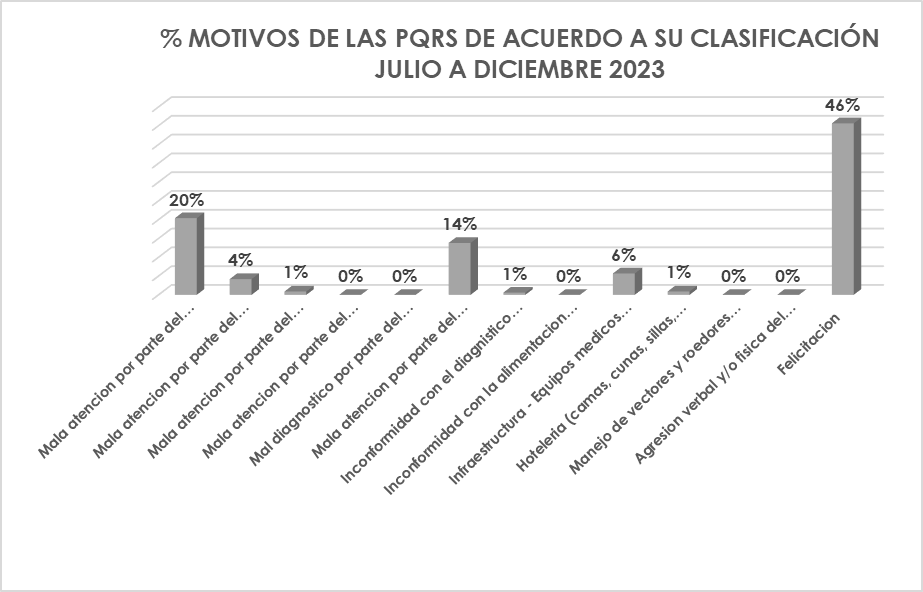 % MOTIVOS DE LAS PQRS DE ACUERDO A SU CLASIFICACIÓN
JULIO A DICIEMBRE 2023
20%
4%
1%
0%
0%
14%
1%
0%
6%
1%
0%
0%
46%
Mala atencion por parte del...
Mala atencion por parte del...
Mala atencion por parte del...
Mala atencion por parte del...
Mal diagnostico por parte del...
Mala atencion por parte del...
Inconformidad con el diagnistico...
Inconformidad con la alimentacion...
Infraestructura - Equipos medicos...
Hoteleria (camas, cunas, sillas,...
Manejo de vectores y roedores...
Agresion verbal y/o fisica del...
Felicitacion